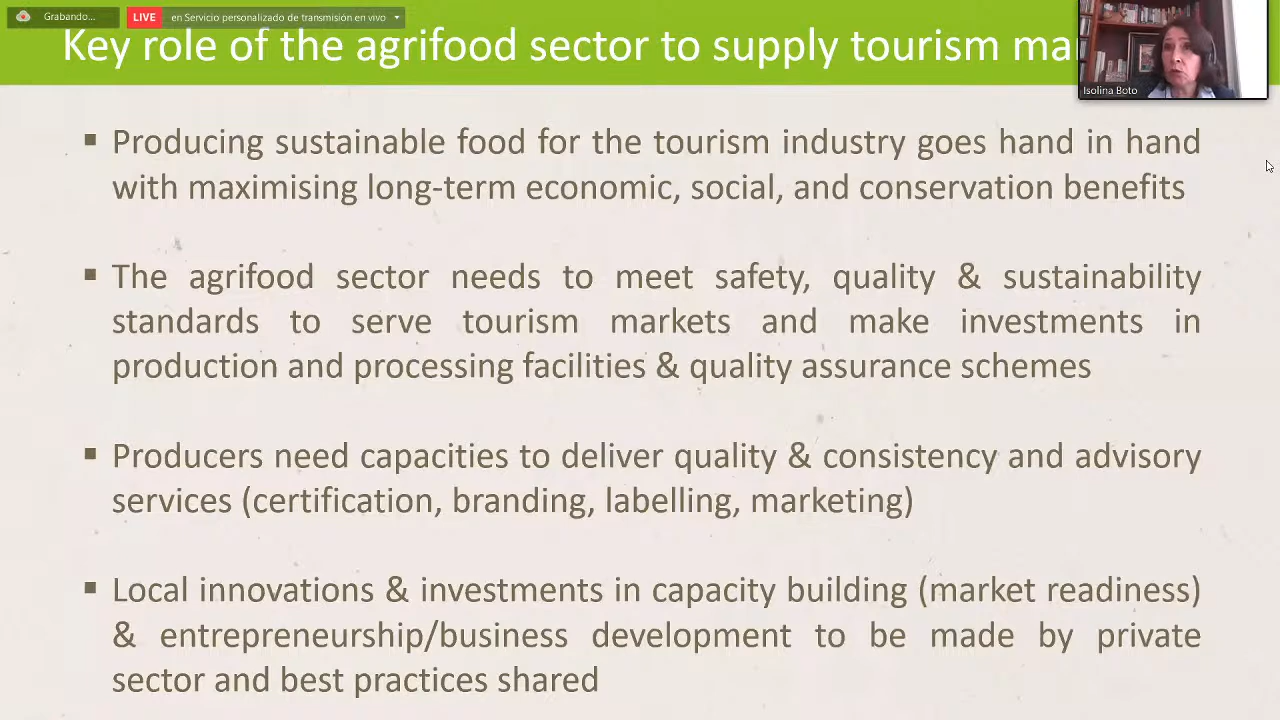 Grabando...
LIVE
en Servicio personalizado de transmisión en vivo
Key role of the agrifood sector to supply tourism ma
Isolina Boto
▪ Producing sustainable food for the tourism industry goes hand in hand
with maximising long-term economic, social, and conservation benefits
▪ The agrifood sector needs to meet safety, quality & sustainability
standards to serve tourism markets and make investments in
production and processing facilities & quality assurance schemes
▪ Producers need capacities to deliver quality & consistency and advisory
services (certification, branding, labelling, marketing)
▪ Local innovations & investments in capacity building (market readiness)
& entrepreneurship/business development to be made by private
sector and best practices shared